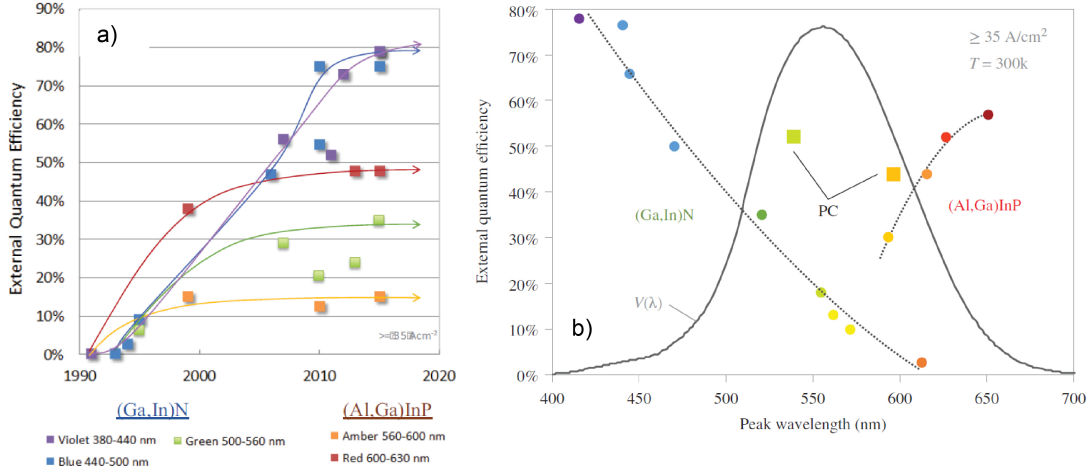 a)
External Quantum Efficiency
90%
80%
70%
60%
50%
40%
30%
20%
10%
0%
1990 2000 2010 2020
(Ga,In)N (Al,Ga)InP
Violet 380-440 nm Green 500-560 nm Amber 560-600 nm
Blue 440-500 nm Red 600-630 nm
b)
External quantum efficiency
80%
70%
60%
50%
40%
30%
20%
10%
0%
≥ 35 A/cm²
T = 300k
(Ga,In)N
PC
(Al,Ga)InP
V(λ)
400 450 500 550 600 650 700
Peak wavelength (nm)